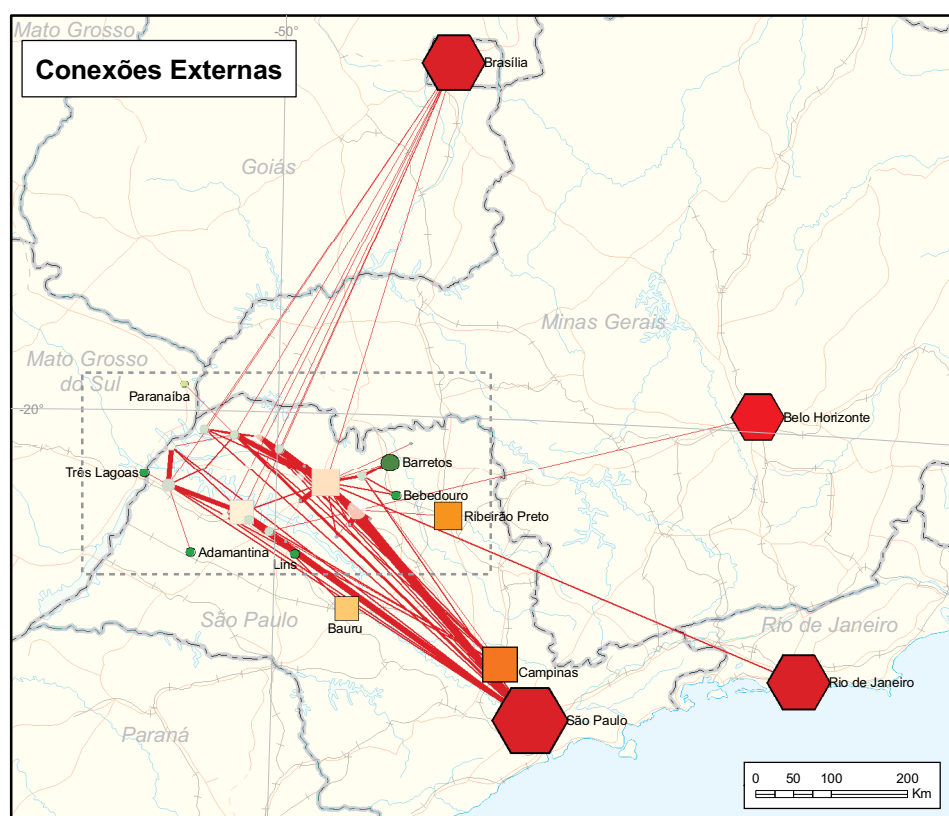 Mato Grosso
-50°
Conexões Externas
Brasília
Goiás
Minas Gerais
Mato Grosso
do Sul
Paranaíba
-20°
Belo Horizonte
Três Lagoas
Barretos
Bebedouro
Ribeirão Preto
Adamantina
Lins
São Paulo
Bauru
Rio de Janeiro
Campinas
Rio de Janeiro
São Paulo
Paraná
0 50 100 200
Km